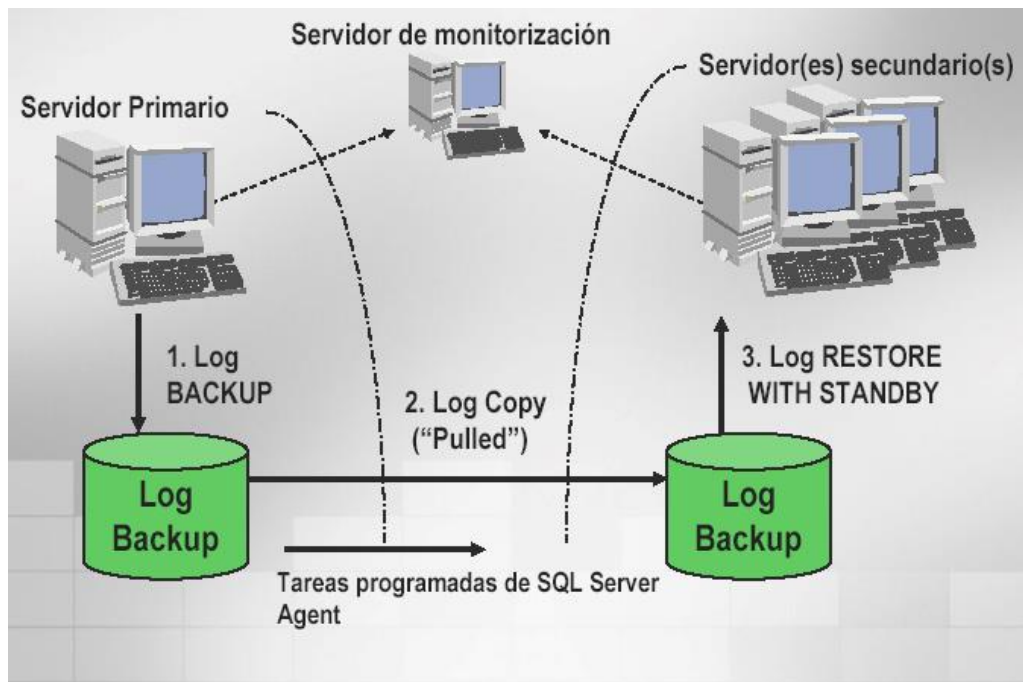 Servidor de monitorización
Servidor Primario
Servidor(es) secundario(s)
1. Log
BACKUP
2. Log Copy
(“Pulled”)
3. Log RESTORE
WITH STANDBY
Log
Backup
Log
Backup
Tareas programadas de SQL Server
Agent